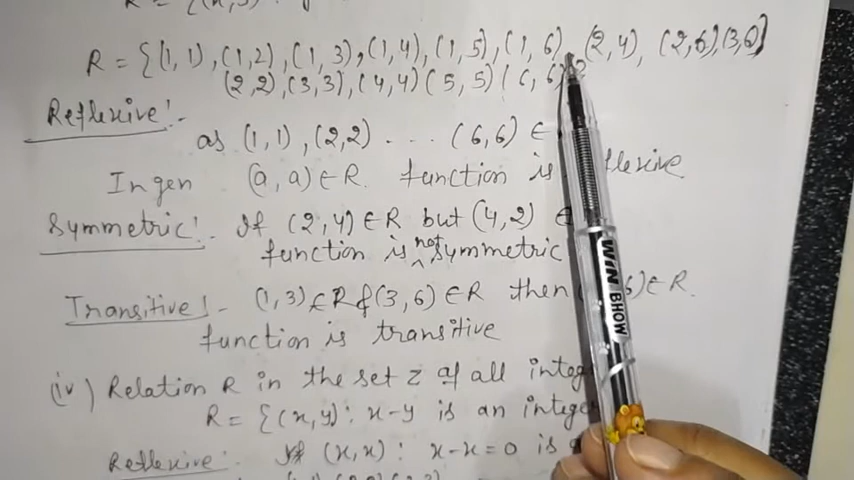 R = {(x,
R = {(1,1), (1,2), (1,3), (1,4), (1,5), (1, 6), (2,4), (2,6), (3,6)
(2,2), (3,3), (4,4) (5,5) (6,6)}
Reflexive:-
as (1,1), (2,2) ... (6,6) ∈
In gen (a, a) ∈ R. function is
Symmetric:- If (2,4) ∈ R but (4,2)
function is not symmetric
Transitive:- (1,3) ∈ R & (3,6) ∈ R then 6) ∈ R.
function is transitive
(iv) Relation R in the set Z of all
R = {(x,y): x-y is an
Reflexive:- (x,x): x-x=0 is
WIN BHOW